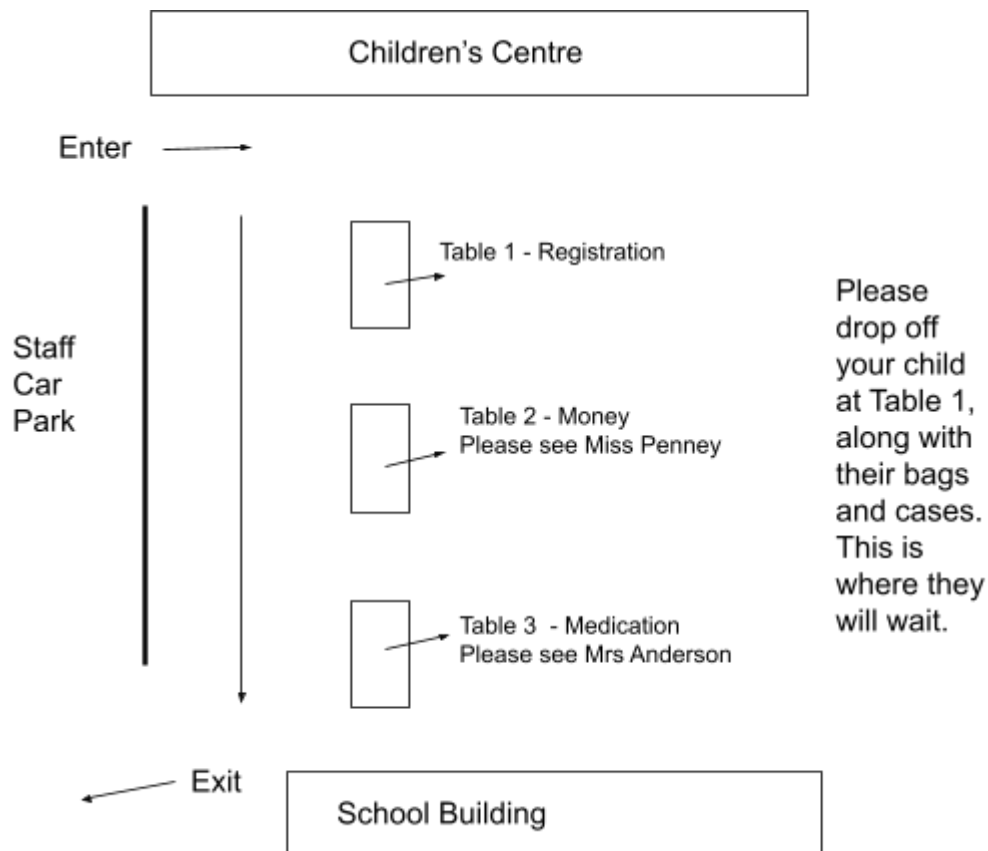 Children's Centre
Enter
Table 1 - Registration
Staff
Car
Park
Table 2 - Money
Please see Miss Penney
Table 3 - Medication
Please see Mrs Anderson
Please
drop off
your child
at Table 1,
along with
their bags
and cases.
This is
where they
will wait.
Exit
School Building